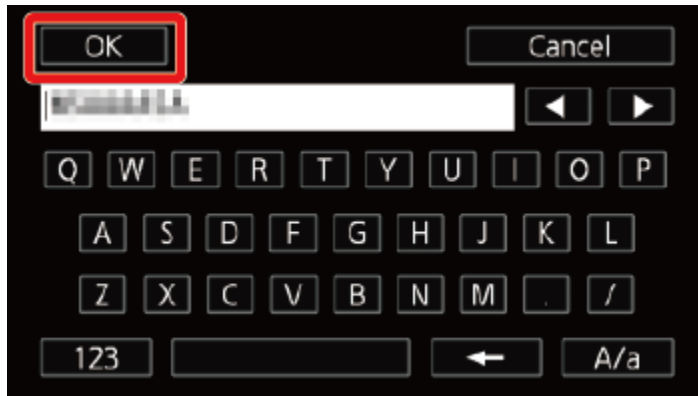 OK Cancel
Q W E R T Y U I O P
A S D F G H J K L
Z X C V B N M . /
123 A/a